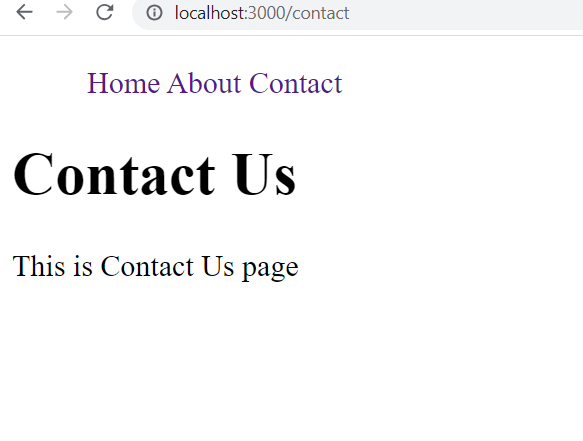 localhost:3000/contact
Home About Contact
Contact Us
This is Contact Us page